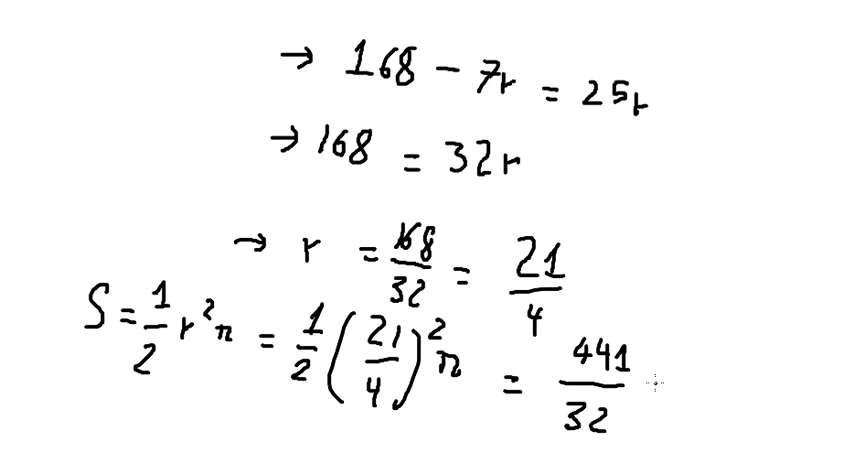 → 168 - 7r = 25r
→ 168 = 32r
→ r = 168/32 = 21/4
S = 1/2 r²π = 1/2 (21/4)² π = 441/32